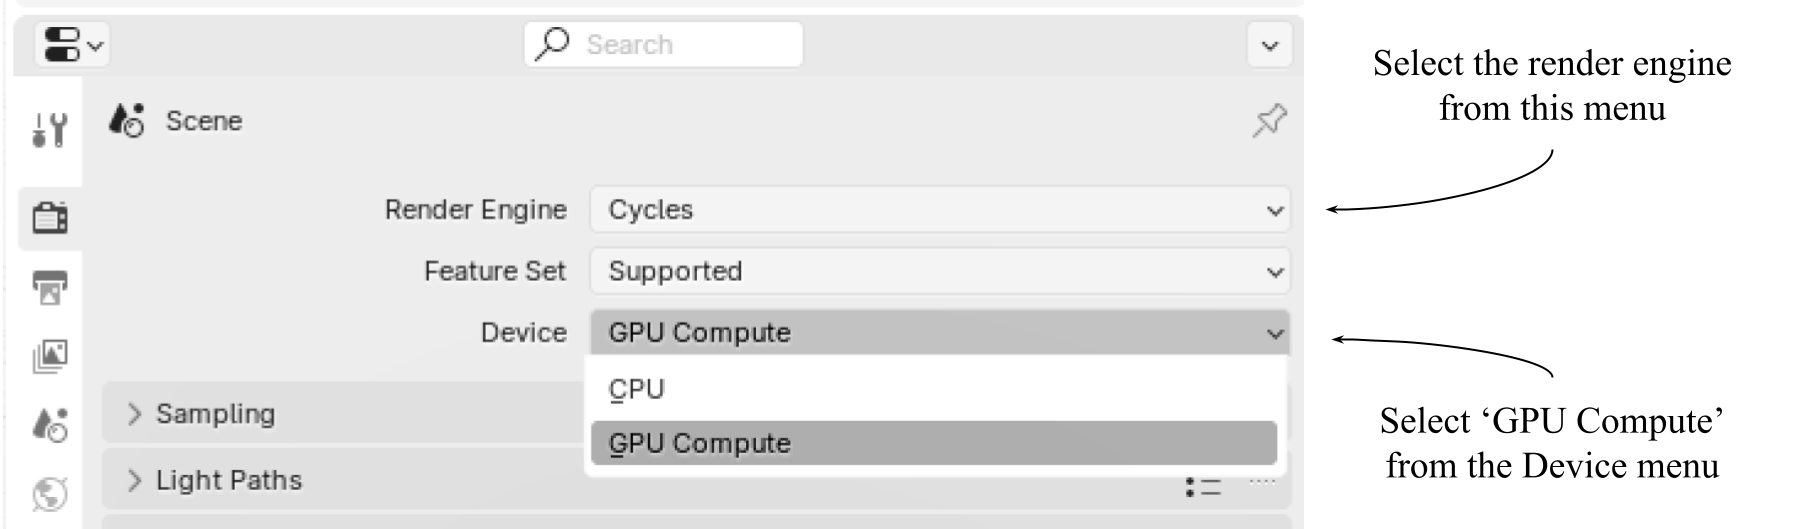 Search
Select the render engine
from this menu
Scene
Render Engine Cycles
Feature Set Supported
Device GPU Compute
CPU
GPU Compute
Sampling
Light Paths
Select ‘GPU Compute’
from the Device menu